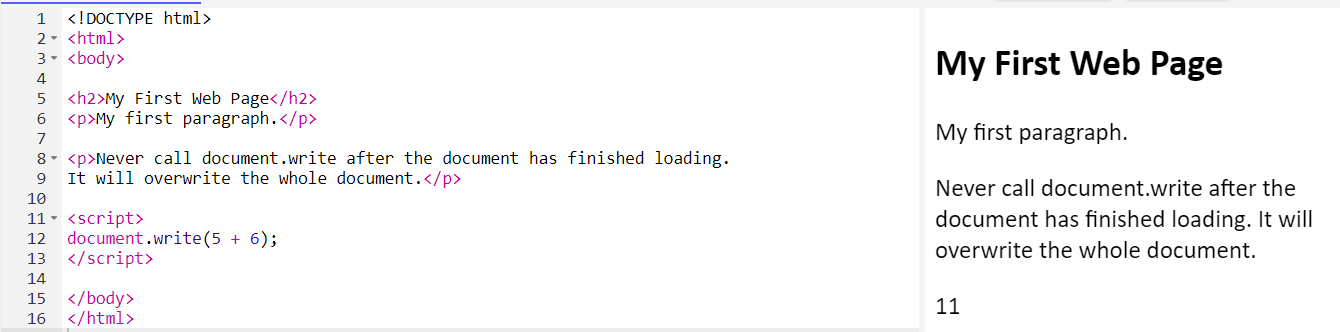 1 <!DOCTYPE html>
2 <html>
3 <body>
4
5 <h2>My First Web Page</h2>
6 <p>My first paragraph.</p>
7
8 <p>Never call document.write after the document has finished loading.
9 It will overwrite the whole document.</p>
10
11 <script>
12 document.write(5 + 6);
13 </script>
14
15 </body>
16 </html>
My First Web Page
My first paragraph.
Never call document.write after the
document has finished loading. It will
overwrite the whole document.
11